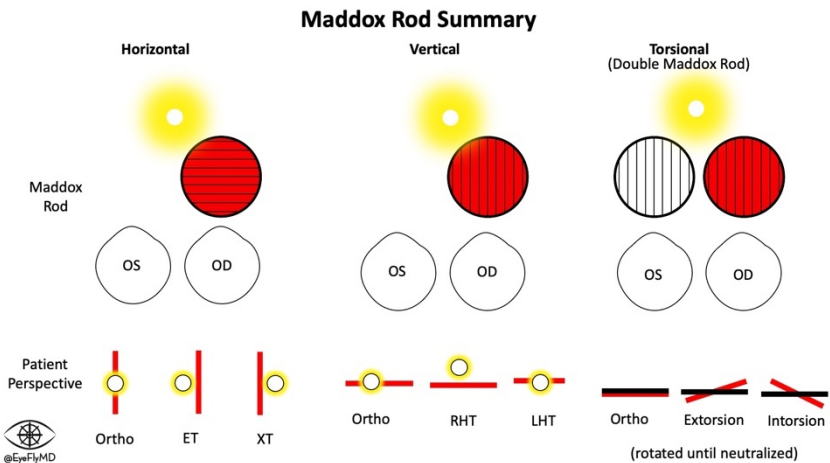 Maddox Rod Summary
Horizontal
Vertical
Torsional
(Double Maddox Rod)
Maddox
Rod
OS
OD
OS
OD
OS
OD
Patient
Perspective
Ortho
ET
XT
Ortho
RHT
LHT
Ortho
Extorsion
Intorsion
(rotated until neutralized)
@EyeFlyMD